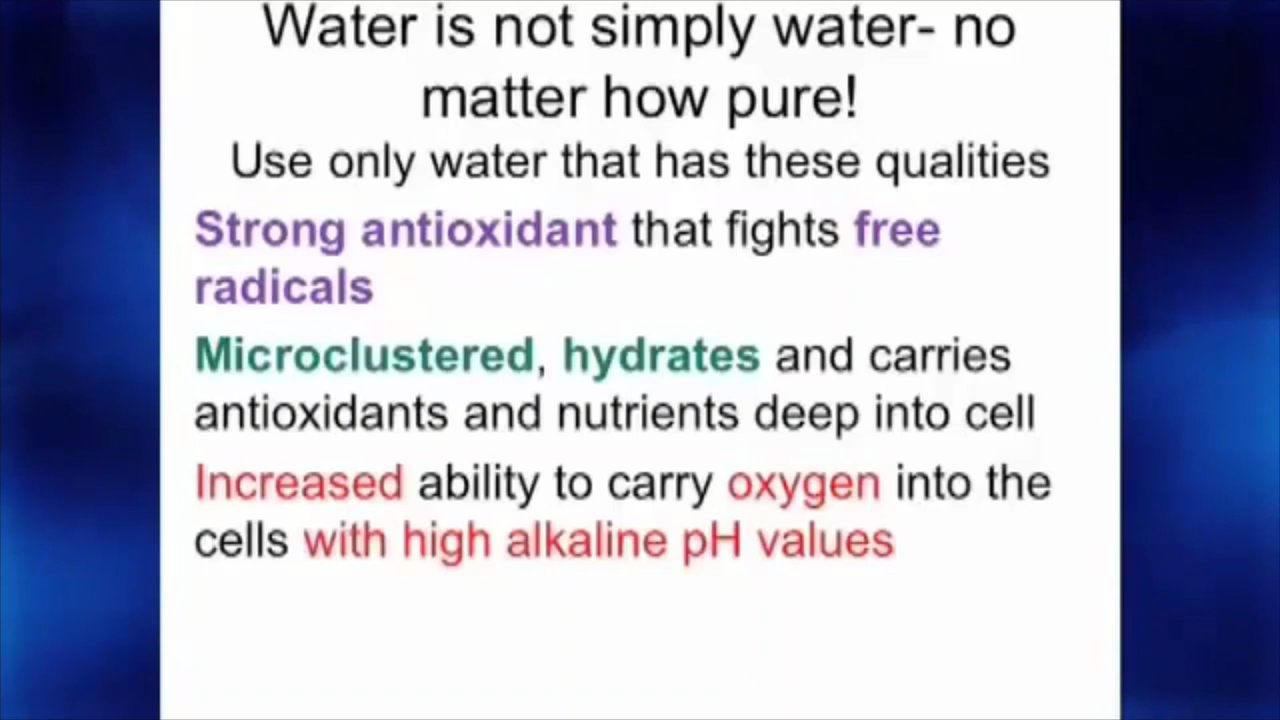 Water is not simply water- no
matter how pure!
Use only water that has these qualities
Strong antioxidant that fights free
radicals
Microclustered, hydrates and carries
antioxidants and nutrients deep into cell
Increased ability to carry oxygen into the
cells with high alkaline pH values